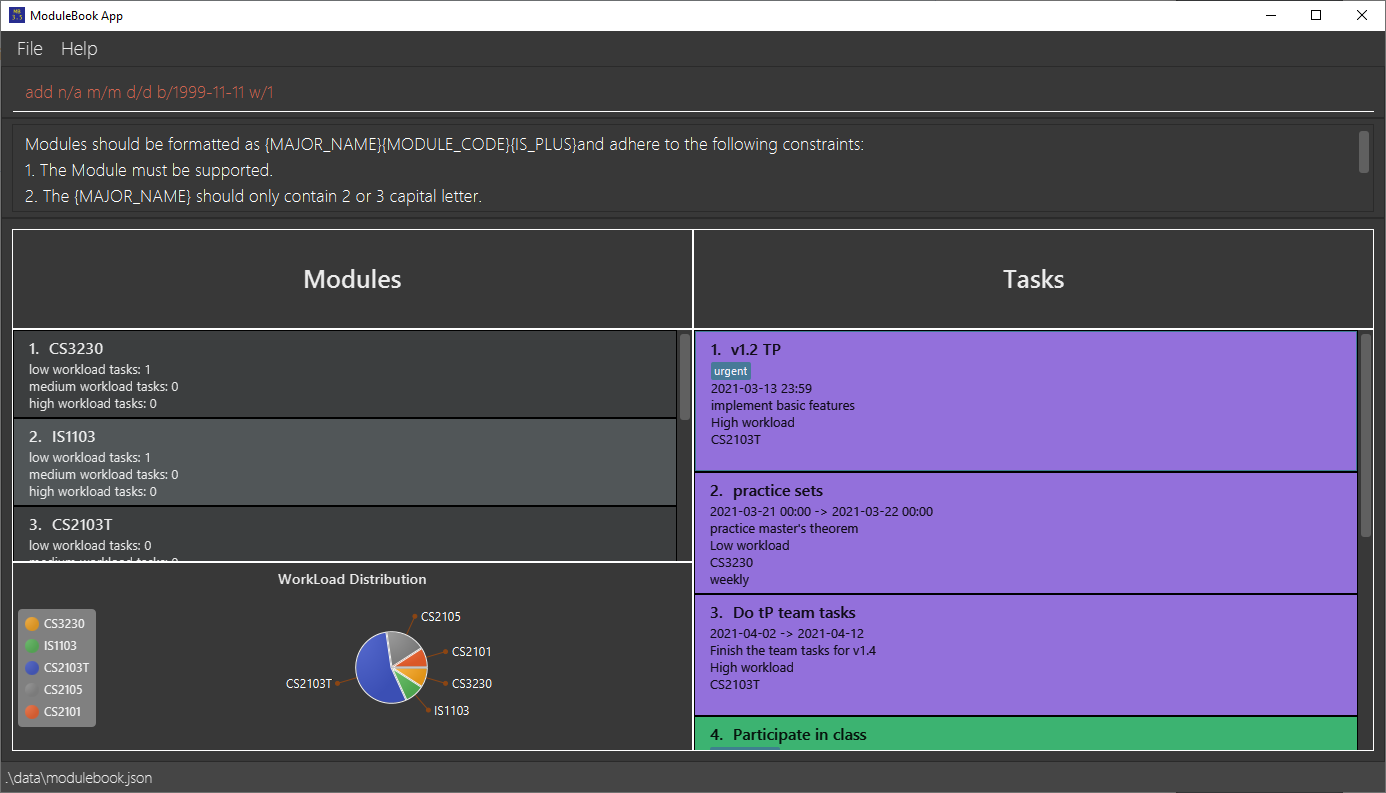 MB
3.5
ModuleBook App
File Help
add n/a m/m d/d b/1999-11-11 w/1
Modules should be formatted as {MAJOR_NAME}{MODULE_CODE}{IS_PLUS}and adhere to the following constraints:
1. The Module must be supported.
2. The {MAJOR_NAME} should only contain 2 or 3 capital letter.
Modules
1. CS3230
low workload tasks: 1
medium workload tasks: 0
high workload tasks: 0
2. IS1103
low workload tasks: 1
medium workload tasks: 0
high workload tasks: 0
3. CS2103T
low workload tasks: 0
medium workload tasks: 0
WorkLoad Distribution
CS3230
IS1103
CS2103T
CS2105
CS2101
CS2105
CS2101
CS3230
IS1103
CS2103T
Tasks
1. v1.2 TP
urgent
2021-03-13 23:59
implement basic features
High workload
CS2103T
2. practice sets
2021-03-21 00:00 -> 2021-03-22 00:00
practice master's theorem
Low workload
CS3230
weekly
3. Do tP team tasks
2021-04-02 -> 2021-04-12
Finish the team tasks for v1.4
High workload
CS2103T
4. Participate in class
.\data\modulebook.json